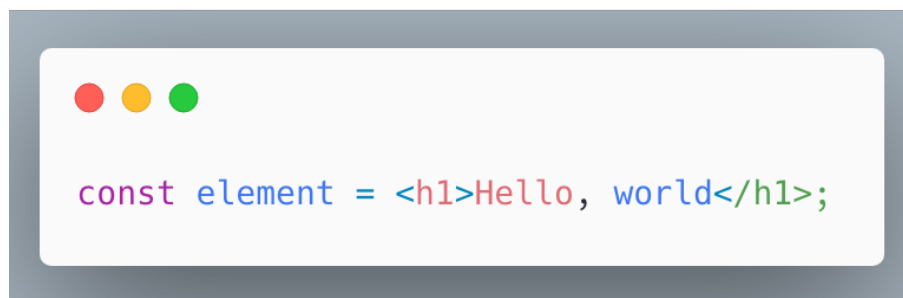 const element = <h1>Hello, world</h1>;